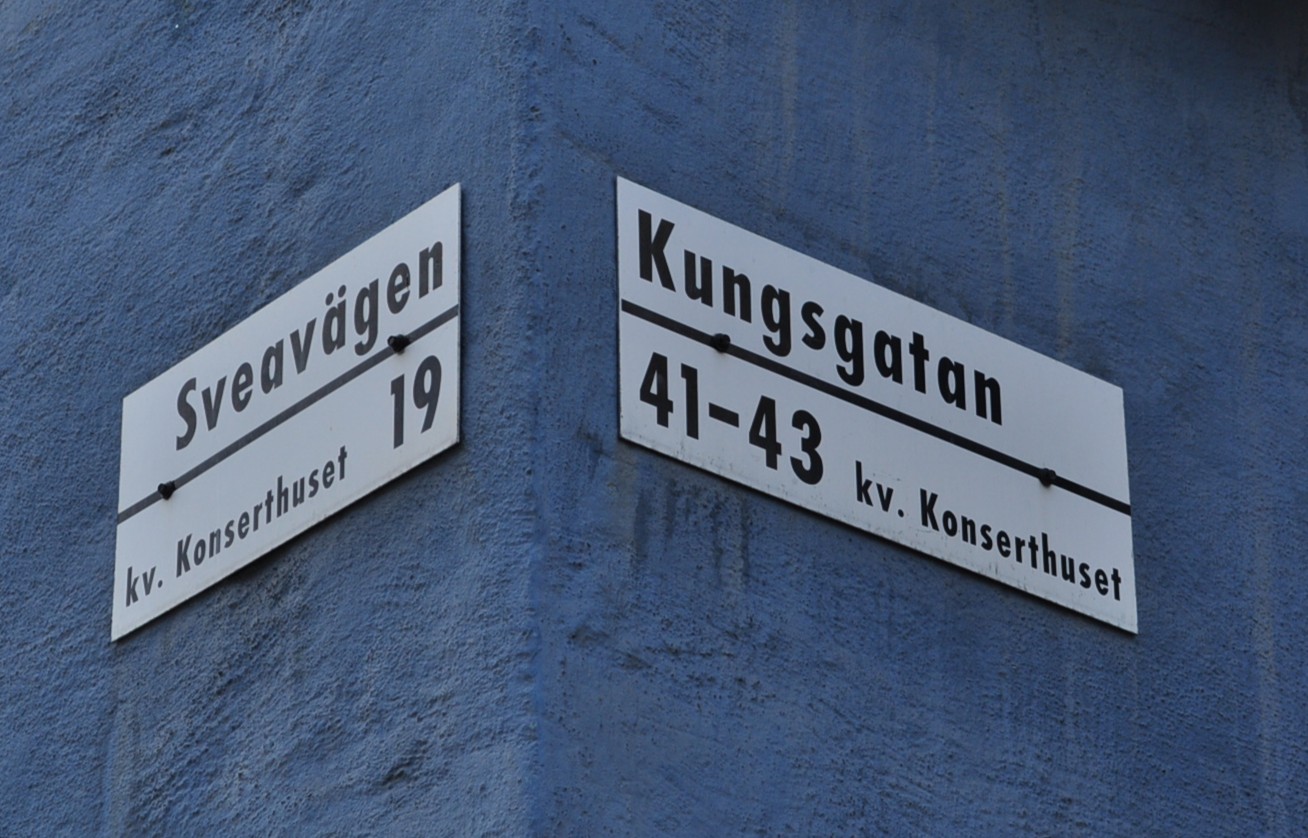 Sveavägen
19
kv. Konserthuset
Kungsgatan
41–43 kv. Konserthuset